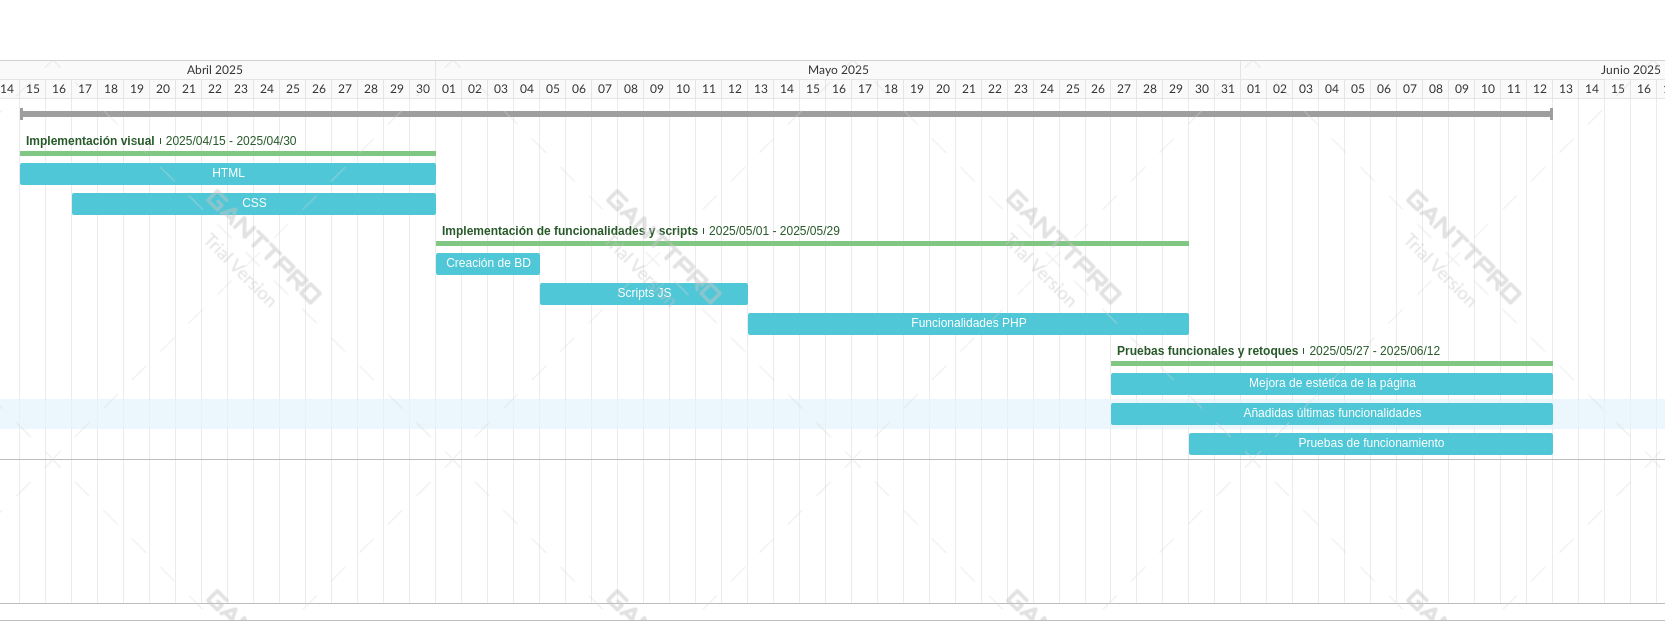 Abril 2025 Mayo 2025 Junio 2025
14 15 16 17 18 19 20 21 22 23 24 25 26 27 28 29 30 01 02 03 04 05 06 07 08 09 10 11 12 13 14 15 16 17 18 19 20 21 22 23 24 25 26 27 28 29 30 31 01 02 03 04 05 06 07 08 09 10 11 12 13 14 15 16
Implementación visual 2025/04/15 - 2025/04/30
HTML
CSS
Implementación de funcionalidades y scripts 2025/05/01 - 2025/05/29
Creación de BD
Scripts JS
Funcionalidades PHP
Pruebas funcionales y retoques 2025/05/27 - 2025/06/12
Mejora de estética de la página
Añadidas últimas funcionalidades
Pruebas de funcionamiento
GANTTPRO
Trial Version
GANTTPRO
Trial Version
GANTTPRO
Trial Version
GANTTPRO
Trial Version